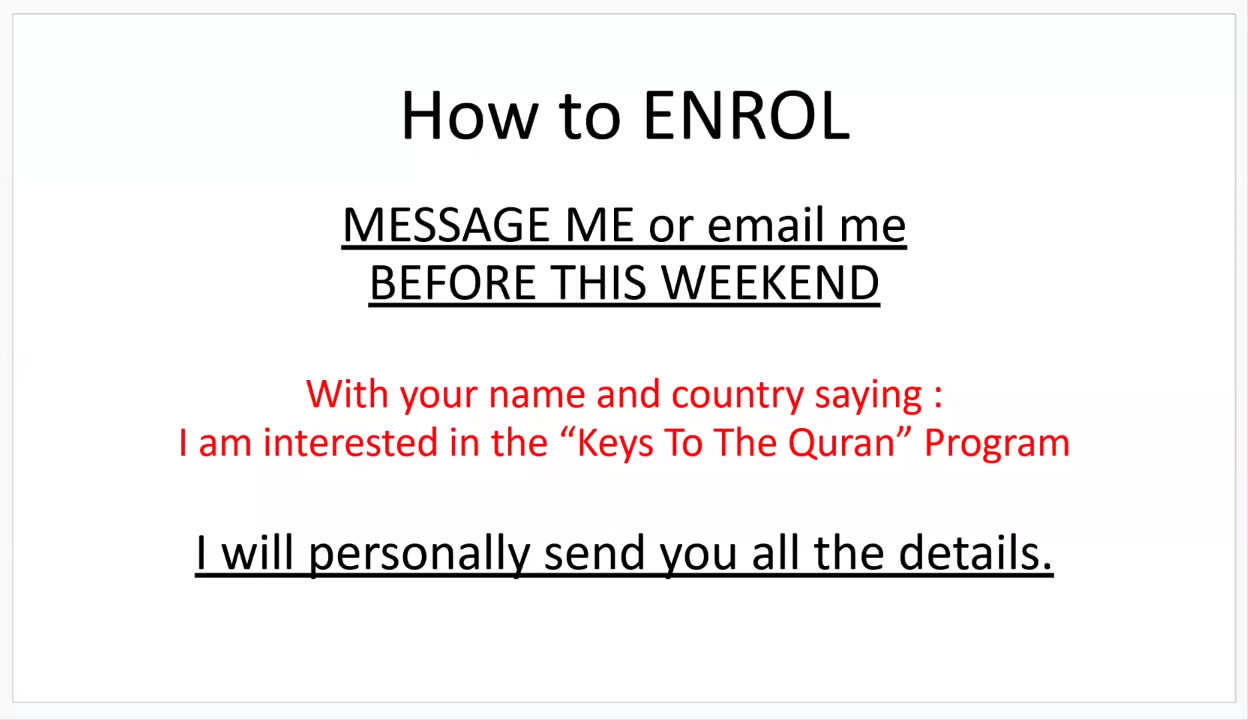 How to ENROL
MESSAGE ME or email me
BEFORE THIS WEEKEND
With your name and country saying :
I am interested in the “Keys To The Quran” Program
I will personally send you all the details.